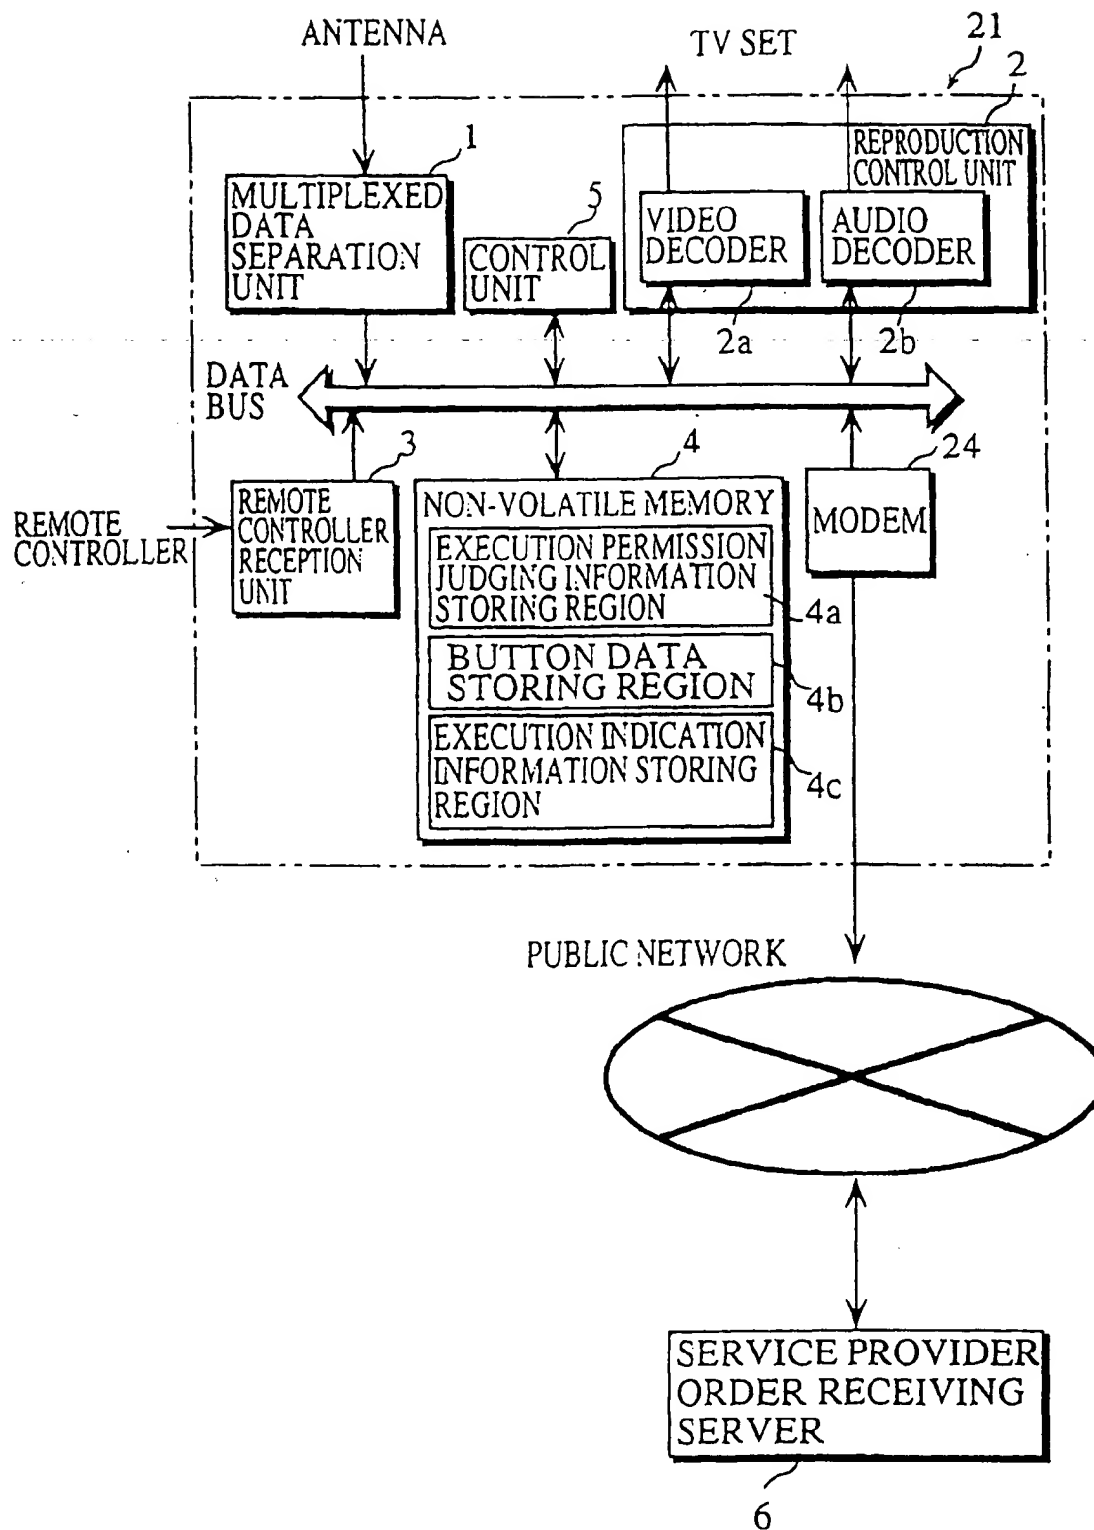 ANTENNA
TV SET
21
2
REPRODUCTION
CONTROL UNIT
1
MULTIPLEXED
DATA
SEPARATION
UNIT
5
CONTROL
UNIT
VIDEO
DECODER
AUDIO
DECODER
2a
2b
DATA
BUS
3
4
24
REMOTE
CONTROLLER
REMOTE
CONTROLLER
RECEPTION
UNIT
NON-VOLATILE MEMORY
EXECUTION PERMISSION
JUDGING INFORMATION
STORING REGION
4a
BUTTON DATA
STORING REGION
4b
EXECUTION INDICATION
INFORMATION STORING
REGION
4c
MODEM
PUBLIC NETWORK
SERVICE PROVIDER
ORDER RECEIVING
SERVER
6